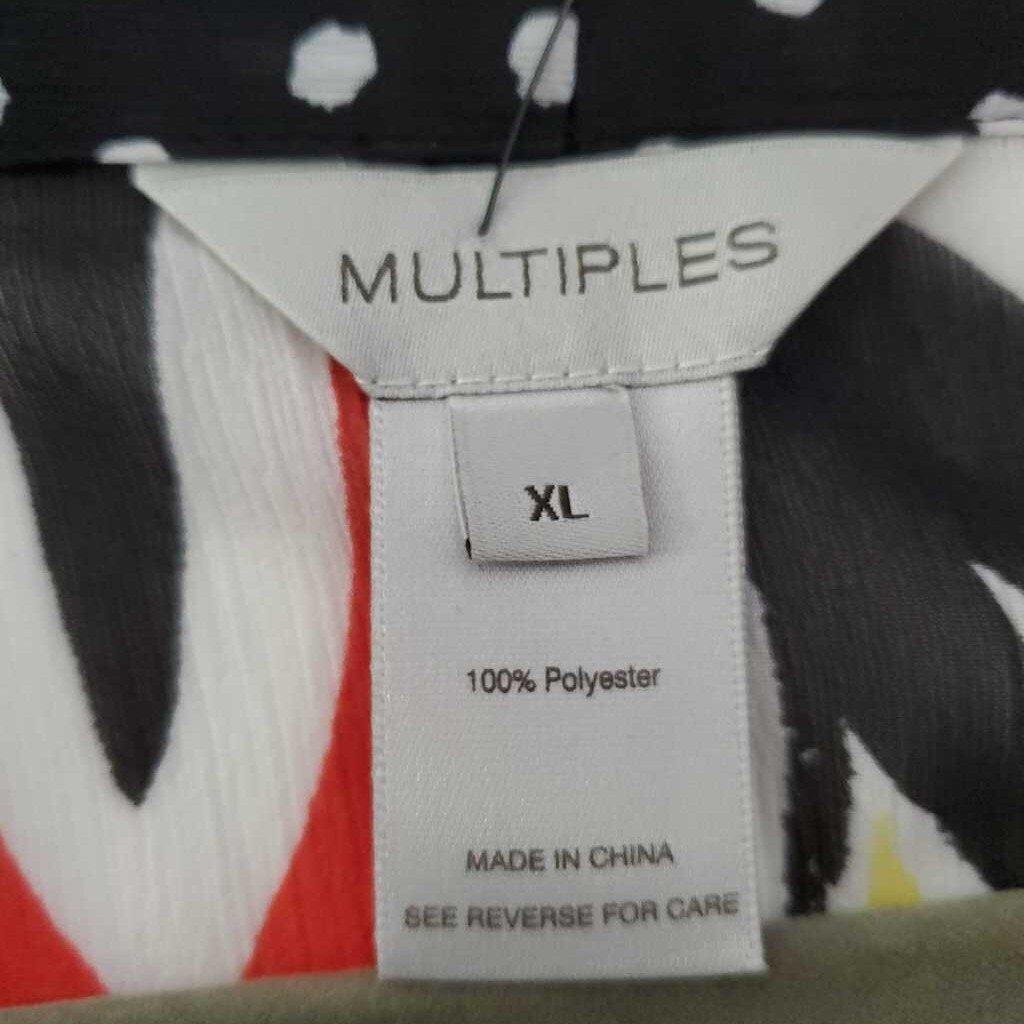 MULTIPLES
XL
100% Polyester
MADE IN CHINA
SEE REVERSE FOR CARE